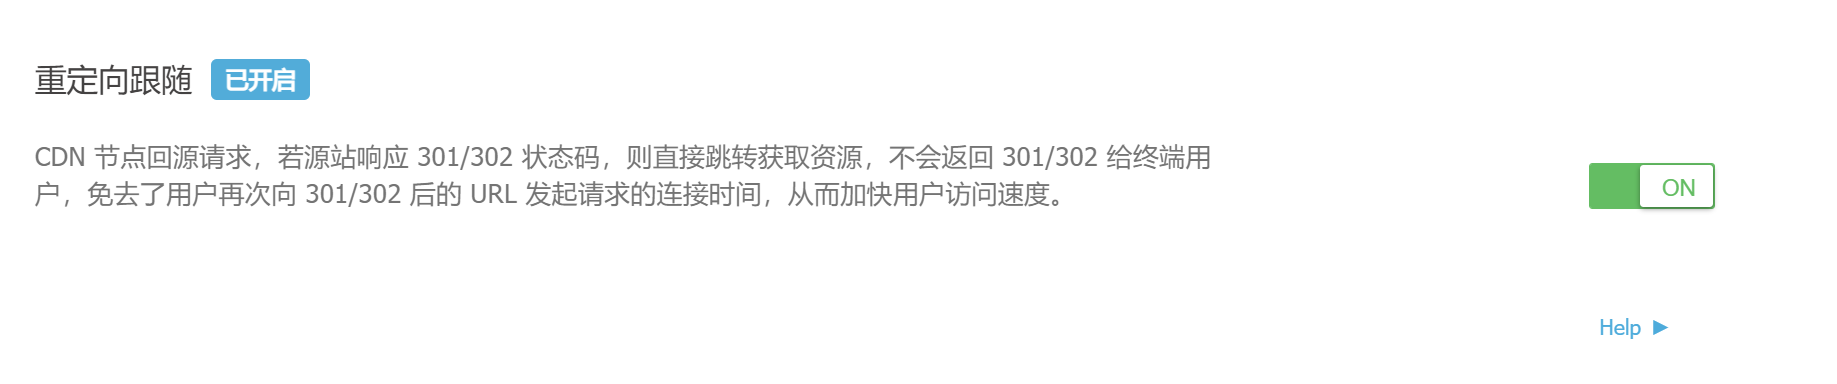 重定向跟随 已开启
CDN 节点回源请求，若源站响应 301/302 状态码，则直接跳转获取资源，不会返回 301/302 给终端用
户，免去了用户再次向 301/302 后的 URL 发起请求的连接时间，从而加快用户访问速度。
ON
Help ►